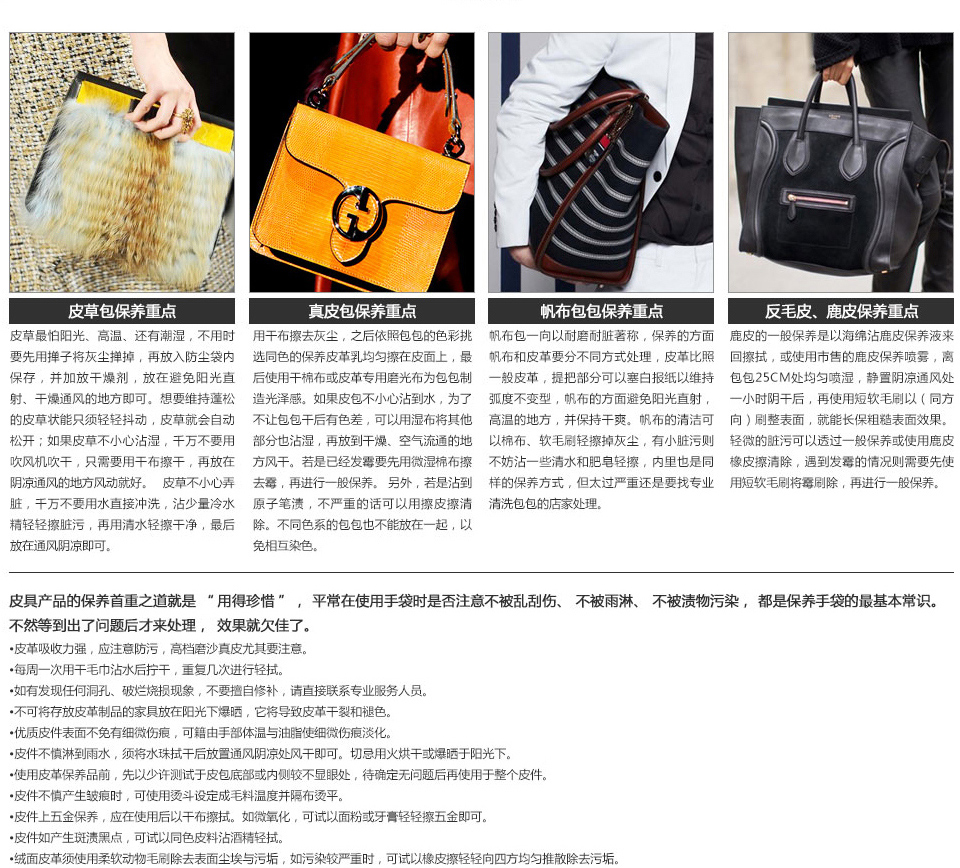 皮草包保养重点
皮草最怕阳光、高温、还有潮湿，不用时
要先用掸子将灰尘掸掉，再放入防尘袋内
保存，并加放干燥剂，放在避免阳光直
射、干燥通风的地方即可。想要维持蓬松
的皮草状能只须轻轻抖动，皮草就会自动
松开；如果皮草不小心沾湿，千万不要用
吹风机吹干，只需要用干布擦干，再放在
阴凉通风的地方风动就好。 皮草不小心弄
脏，千万不要用水直接冲洗，沾少量冷水
精轻轻擦脏污，再用清水轻擦干净，最后
放在通风阴凉即可。
真皮包保养重点
用干布擦去灰尘，之后依照包包的色彩挑
选同色的保养皮革乳均匀擦在皮面上，最
后使用干棉布或皮革专用磨光布为包包制
造光泽感。如果皮包不小心沾到水，为了
不让包包干后有色差，可以用湿布将其他
部分也沾湿，再放到干燥、空气流通的地
方风干。若是已经发霉要先用微湿棉布擦
去霉，再进行一般保养。 另外，若是沾到
原子笔渍，不严重的话可以用擦皮擦清
除。不同色系的包包也不能放在一起，以
免相互染色。
帆布包包保养重点
帆布包一向以耐磨耐脏著称，保养的方面
帆布和皮革要分不同方式处理，皮革比照
一般皮革，提把部分可以塞白报纸以维持
弧度不变型，帆布的方面避免阳光直射，
高温的地方，并保持干爽。帆布的清洁可
以棉布、软毛刷轻擦掉灰尘，有小脏污则
不妨沾一些清水和肥皂轻擦，内里也是同
样的保养方式，但太过严重还是要找专业
清洗包包的店家处理。
反毛皮、鹿皮保养重点
鹿皮的一般保养是以海绵沾鹿皮保养液来
回擦拭，或使用市售的鹿皮保养喷雾，离
包包25CM处均匀喷湿，静置阴凉通风处
一小时阴干后，再使用短软毛刷以（同方
向）刷整表面，就能长保粗糙表面效果。
轻微的脏污可以透过一般保养或使用鹿皮
橡皮擦清除，遇到发霉的情况则需要先使
用短软毛刷将霉刷除，再进行一般保养。
皮具产品的保养首重之道就是 “用得珍惜”， 平常在使用手袋时是否注意不被乱刮伤、 不被雨淋、 不被渍物污染， 都是保养手袋的最基本常识。
不然等到出了问题后才来处理， 效果就欠佳了。
•皮革吸收力强，应注意防污，高档磨沙真皮尤其要注意。
•每周一次用干毛巾沾水后拧干，重复几次进行轻拭。
•如有发现任何洞孔、破烂烧损现象，不要擅自修补，请直接联系专业服务人员。
•不可将存放皮革制品的家具放在阳光下爆晒，它将导致皮革干裂和褪色。
•优质皮件表面不免有细微伤痕，可籍由手部体温与油脂使细微伤痕淡化。
•皮件不慎淋到雨水，须将水珠拭干后放置通风阴凉处风干即可。切忌用火烘干或爆晒于阳光下。
•使用皮革保养品前，先以少许测试于皮包底部或内侧较不显眼处，待确定无问题后再使用于整个皮件。
•皮件不慎产生皱痕时，可使用烫斗设定成毛料温度并隔布烫平。
•皮件上五金保养，应在使用后以干布擦拭。如微氧化，可试以面粉或牙膏轻轻擦五金即可。
•皮件如产生斑渍黑点，可试以同色皮料沾酒精轻拭。
•绒面皮革须使用柔软动物毛刷除去表面尘埃与污垢，如污染较严重时，可试以橡皮擦轻轻向四方均匀推散除去污垢。